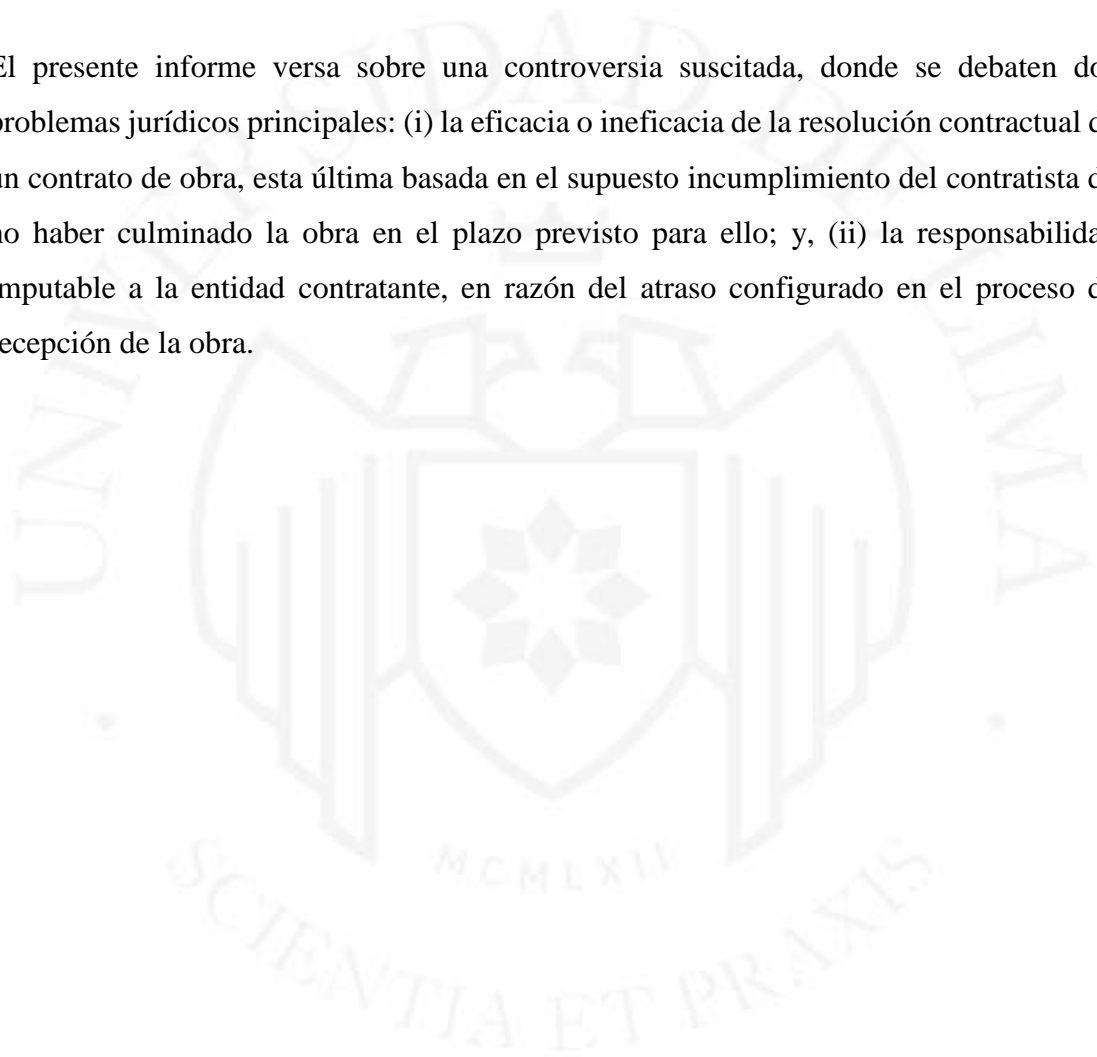 El presente informe versa sobre una controversia suscitada, donde se debaten do
problemas jurídicos principales: (i) la eficacia o ineficacia de la resolución contractual d
un contrato de obra, esta última basada en el supuesto incumplimiento del contratista d
no haber culminado la obra en el plazo previsto para ello; y, (ii) la responsabilida
imputable a la entidad contratante, en razón del atraso configurado en el proceso d
recepción de la obra.
UNIVERSIDAD DE LIMA
MCMLXII
SCIENTIA ET PRAXIS